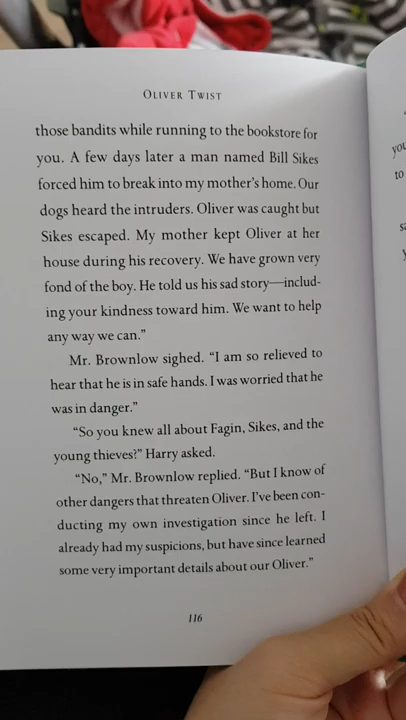 OLIVER TWIST
those bandits while running to the bookstore for
you. A few days later a man named Bill Sikes
forced him to break into my mother's home. Our
dogs heard the intruders. Oliver was caught but
Sikes escaped. My mother kept Oliver at her
house during his recovery. We have grown very
fond of the boy. He told us his sad story—includ-
ing your kindness toward him. We want to help
any way we can."
Mr. Brownlow sighed. "I am so relieved to
hear that he is in safe hands. I was worried that he
was in danger."
"So you knew all about Fagin, Sikes, and the
young thieves?" Harry asked.
"No," Mr. Brownlow replied. "But I know of
other dangers that threaten Oliver. I've been con-
ducting my own investigation since he left. I
already had my suspicions, but have since learned
some very important details about our Oliver."
116
to